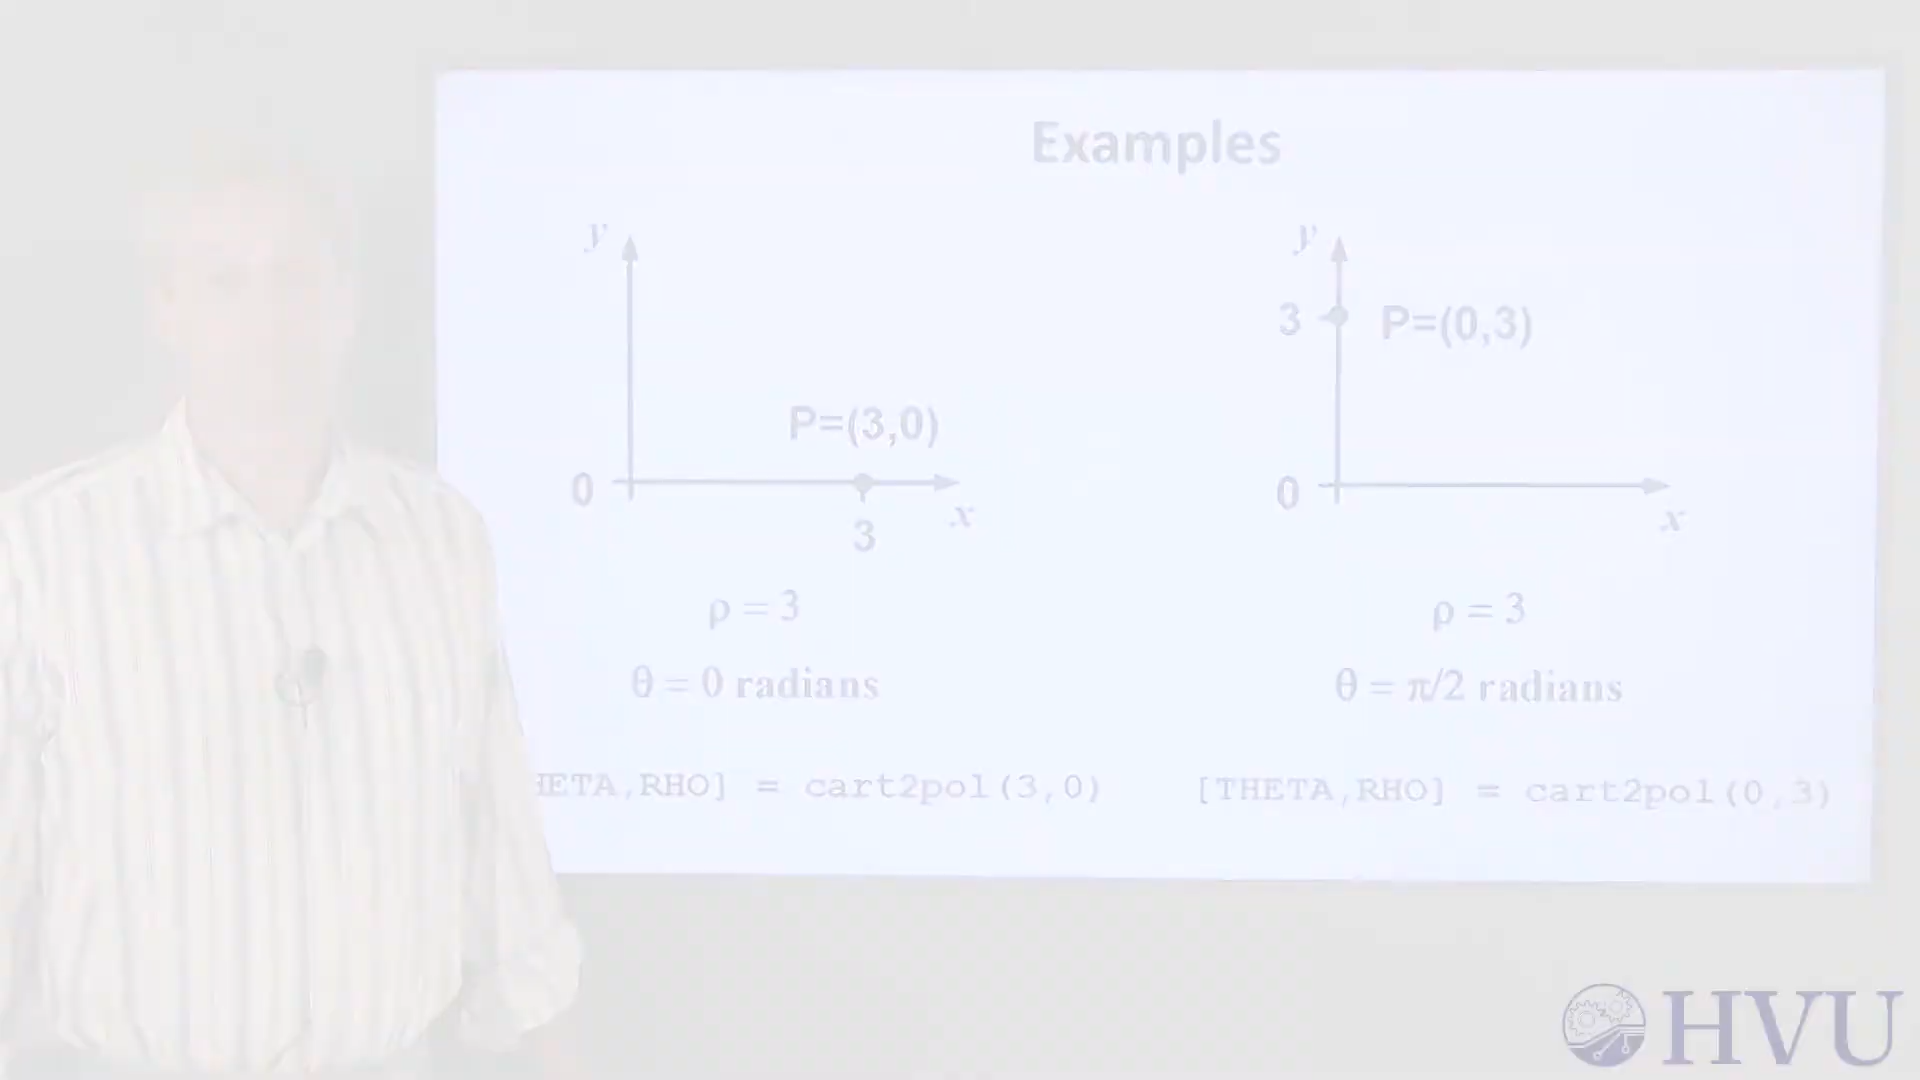 Examples
y
P=(3,0)
0
3
x
ρ = 3
θ = 0 radians
HETA,RHO] = cart2pol(3,0)
y
3
P=(0,3)
0
x
ρ = 3
θ = π/2 radians
[THETA,RHO] = cart2pol(0,3)
HVU